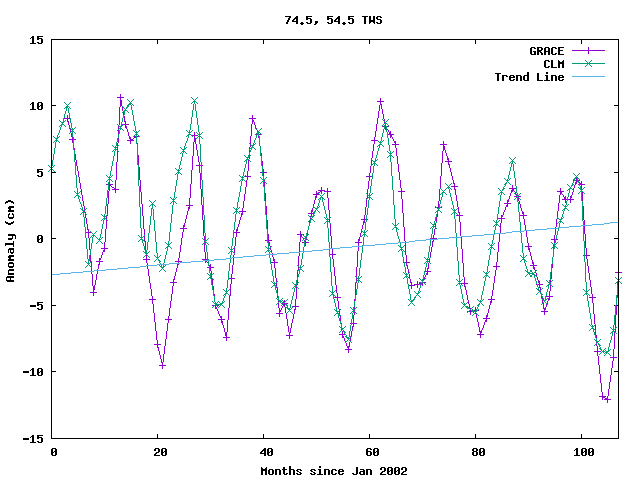 74.5, 54.5 TWS
GRACE
CLM
Trend Line
15
10
5
0
-5
-10
-15
Anomaly (cm)
0 20 40 60 80 100
Months since Jan 2002